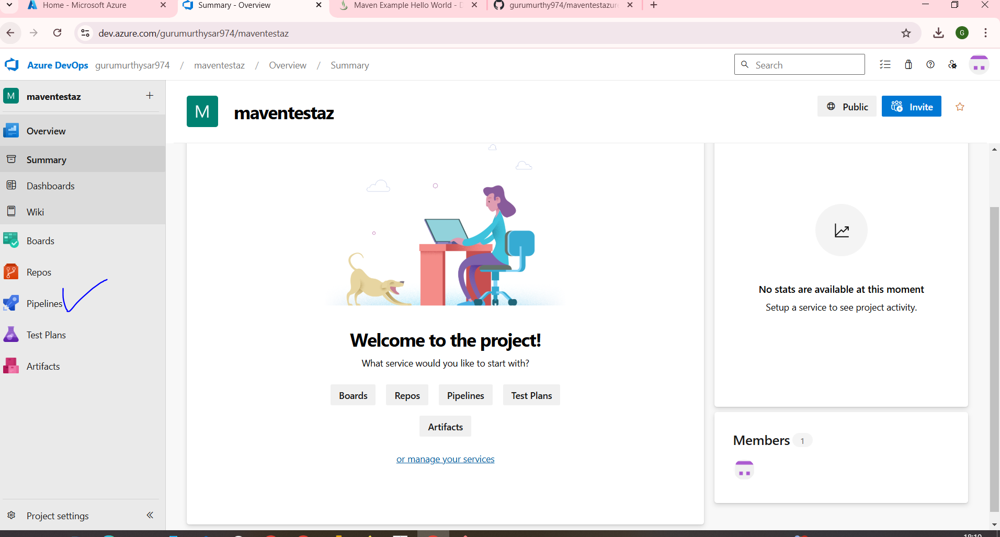 Home - Microsoft Azure
Summary - Overview
Maven Example Hello World - D
gurumurthy974/maventestazure
dev.azure.com/gurumurthysar974/maventestaz
G
Azure DevOps gurumurthysar974 / maventestaz / Overview / Summary
Search
M maventestaz
Overview
Summary
Dashboards
Wiki
Boards
Repos
Pipelines
Test Plans
Artifacts
Project settings
M maventestaz
Public
Invite
Welcome to the project!
What service would you like to start with?
Boards Repos Pipelines Test Plans
Artifacts
or manage your services
No stats are available at this moment
Setup a service to see project activity.
Members 1